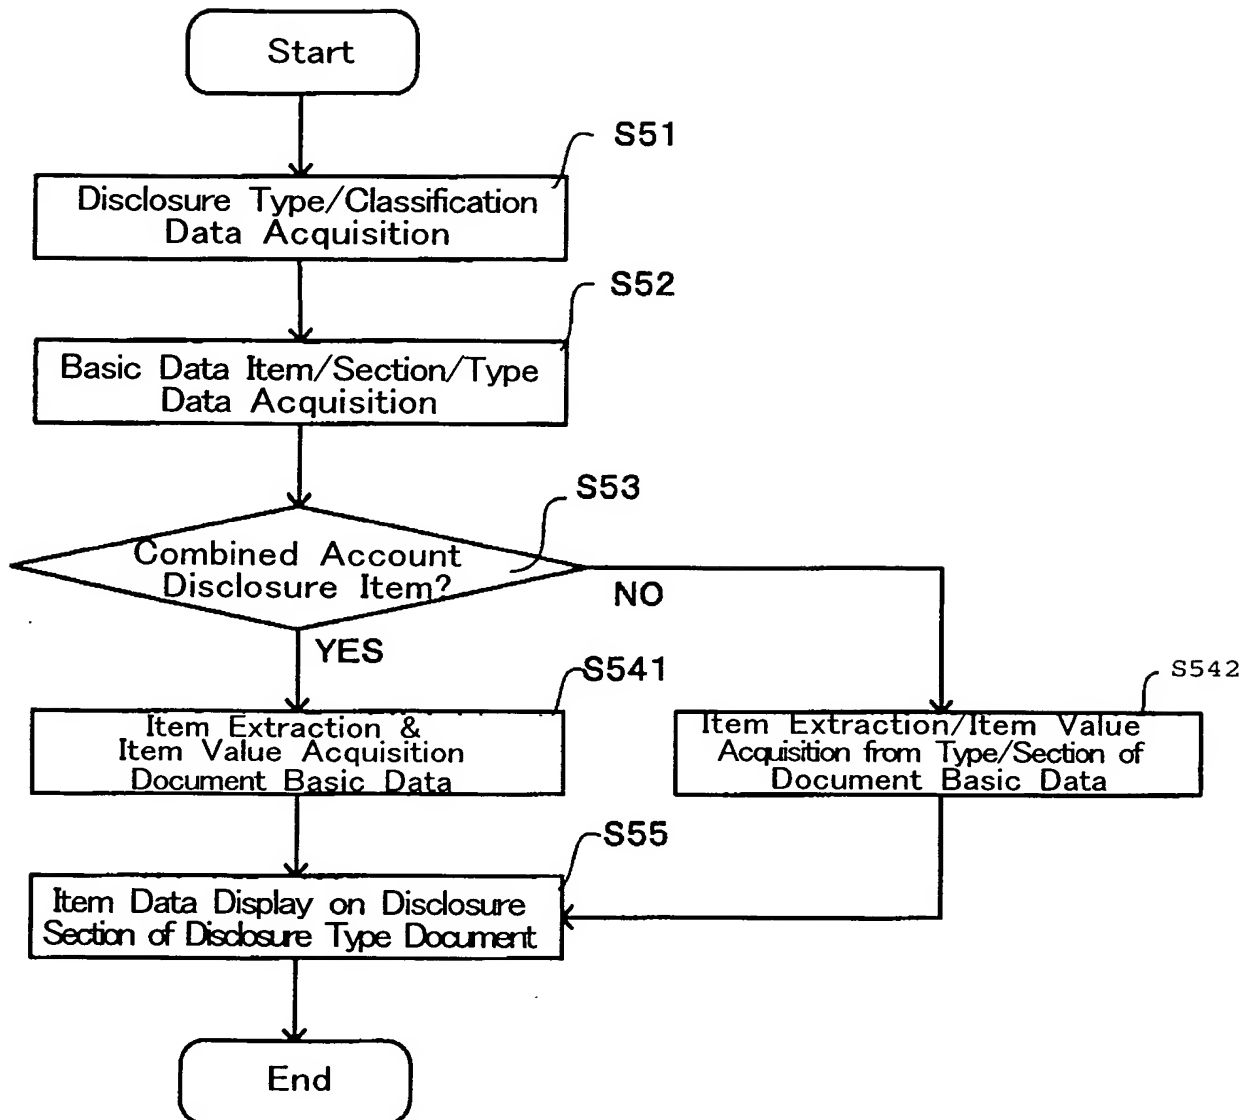 Start
S51
Disclosure Type/Classification
Data Acquisition
S52
Basic Data Item/Section/Type
Data Acquisition
S53
Combined Account
Disclosure Item?
NO
YES
S541
Item Extraction &
Item Value Acquisition
Document Basic Data
S542
Item Extraction/Item Value
Acquisition from Type/Section of
Document Basic Data
S55
Item Data Display on Disclosure
Section of Disclosure Type Document
End